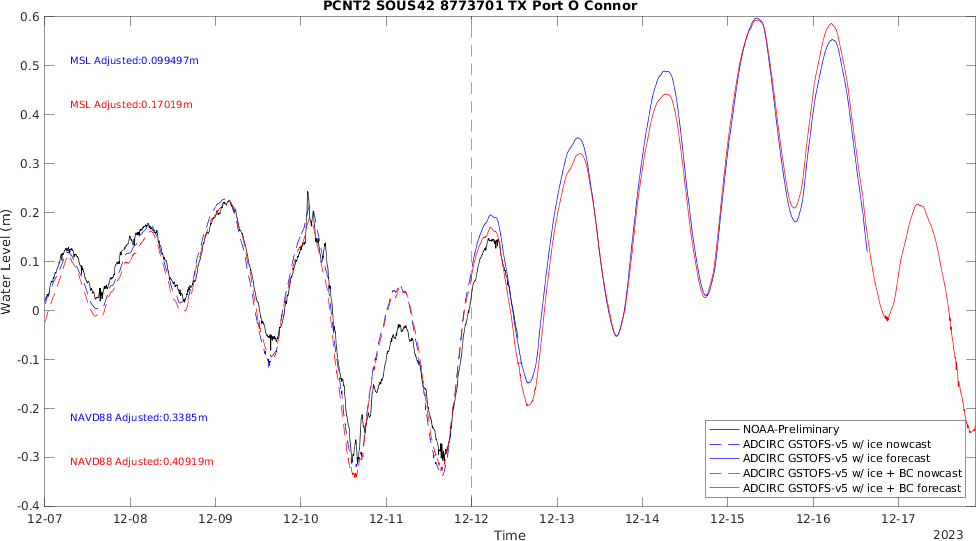 PCNT2 SOUS42 8773701 TX Port O Connor
0.6
0.5
0.4
0.3
0.2
0.1
0
-0.1
-0.2
-0.3
-0.4
Water Level (m)
MSL Adjusted:0.099497m
MSL Adjusted:0.17019m
NAVD88 Adjusted:0.3385m
NAVD88 Adjusted:0.40919m
NOAA-Preliminary
ADCIRC GSTOFS-v5 w/ ice nowcast
ADCIRC GSTOFS-v5 w/ ice forecast
ADCIRC GSTOFS-v5 w/ ice + BC nowcast
ADCIRC GSTOFS-v5 w/ ice + BC forecast
12-07 12-08 12-09 12-10 12-11 12-12 12-13 12-14 12-15 12-16 12-17
Time
2023